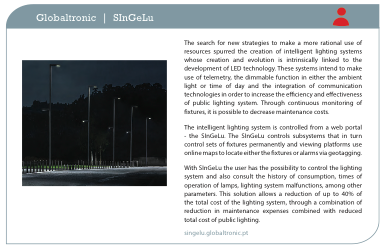 Globaltronic | SInGeLu
The search for new strategies to make a more rational use of
resources spurred the creation of intelligent lighting systems
whose creation and evolution is intrinsically linked to the
development of LED technology. These systems intend to make
use of telemetry, the dimmable function in either the ambient
light or time of day and the integration of communication
technologies in order to increase the efficiency and effectiveness
of public lighting system. Through continuous monitoring of
fixtures, it is possible to decrease maintenance costs.
The intelligent lighting system is controlled from a web portal
- the SInGeLu. The SInGeLu controls subsystems that in turn
control sets of fixtures permanently and viewing platforms use
online maps to locate either the fixtures or alarms via geotagging.
With SInGeLu the user has the possibility to control the lighting
system and also consult the history of consumption, times of
operation of lamps, lighting system malfunctions, among other
parameters. This solution allows a reduction of up to 40% of
the total cost of the lighting system, through a combination of
reduction in maintenance expenses combined with reduced
total cost of public lighting.
singelu.globaltronic.pt